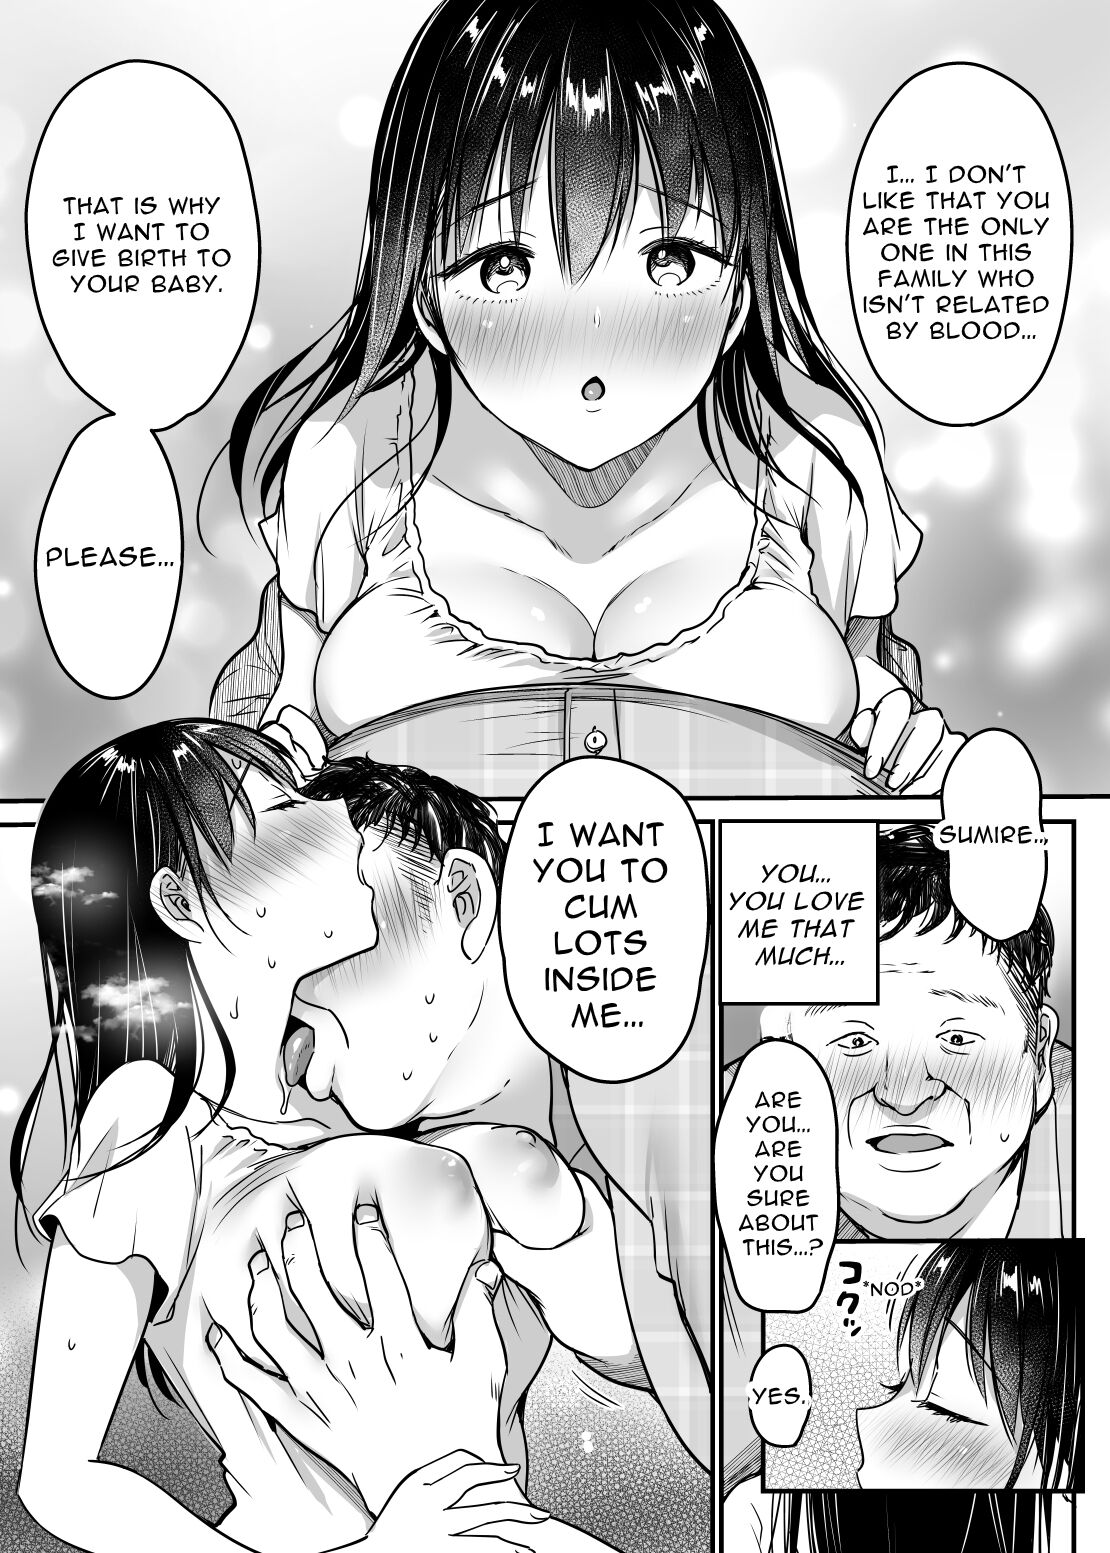 I... I DON'T
LIKE THAT YOU
ARE THE ONLY
ONE IN THIS
FAMILY WHO
ISN'T RELATED
BY BLOOD...
THAT IS WHY
I WANT TO
GIVE BIRTH TO
YOUR BABY.
PLEASE...
SUMIRE...
YOU...
YOU LOVE
ME THAT
MUCH...
ARE
YOU...
ARE
YOU
SURE
ABOUT
THIS...?
コクッ
*NOD*
YES.
I WANT
YOU TO
CUM
LOTS
INSIDE
ME...